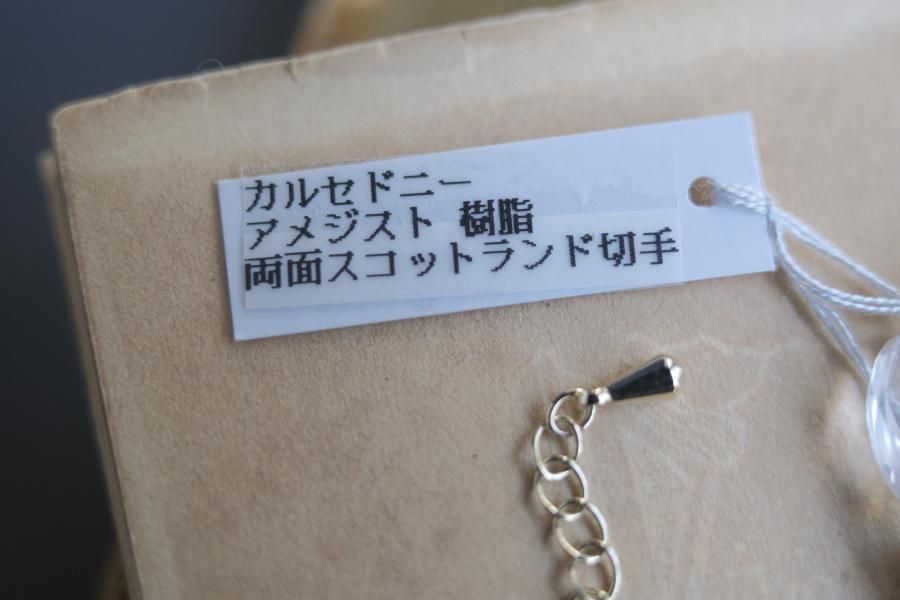 カルセドニー
アメジスト 樹脂
両面スコットランド切手